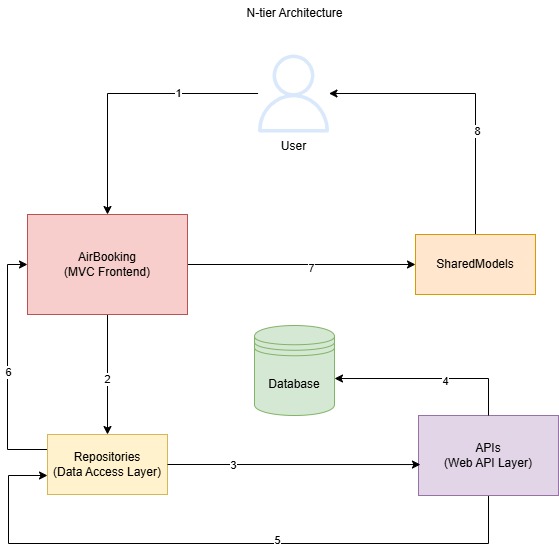 N-tier Architecture
1
8
User
AirBooking
(MVC Frontend)
SharedModels
7
6
2
Database
4
Repositories
(Data Access Layer)
3
APIs
(Web API Layer)
5